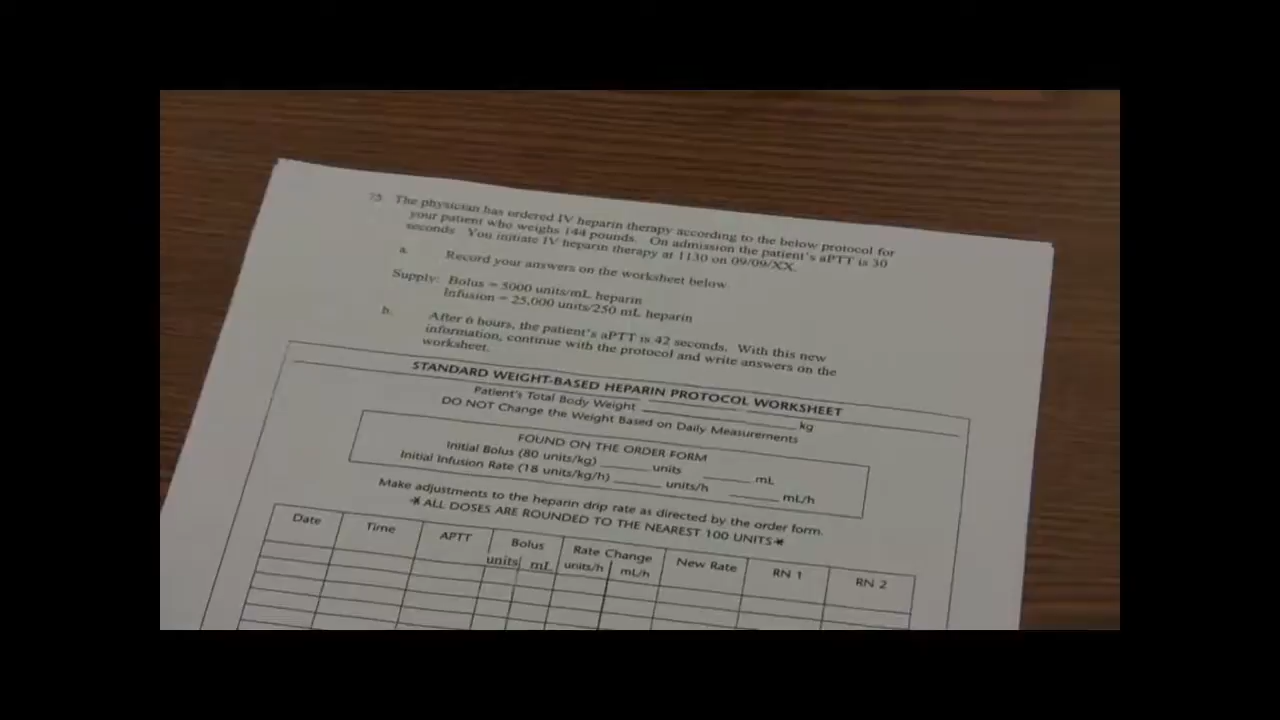 75. The physician has ordered IV heparin therapy according to the below protocol for
your patient who weighs 144 pounds. On admission the patient's aPTT is 30
seconds. You initiate IV heparin therapy at 1130 on 09/09/XX.
a. Record your answers on the worksheet below.
Supply: Bolus = 5000 units/mL heparin
Infusion = 25,000 units/250 mL heparin
b. After 6 hours, the patient's aPTT is 42 seconds. With this new
information, continue with the protocol and write answers on the
worksheet.
STANDARD WEIGHT-BASED HEPARIN PROTOCOL WORKSHEET
Patient's Total Body Weight ____________ kg
DO NOT Change the Weight Based on Daily Measurements
FOUND ON THE ORDER FORM
Initial Bolus (80 units/kg) ______ units ______ mL
Initial Infusion Rate (18 units/kg/h) ______ units/h ______ mL/h
Make adjustments to the heparin drip rate as directed by the order form.
*ALL DOSES ARE ROUNDED TO THE NEAREST 100 UNITS*
Date Time APTT Bolus Rate Change New Rate RN 1 RN 2
units mL units/h mL/h